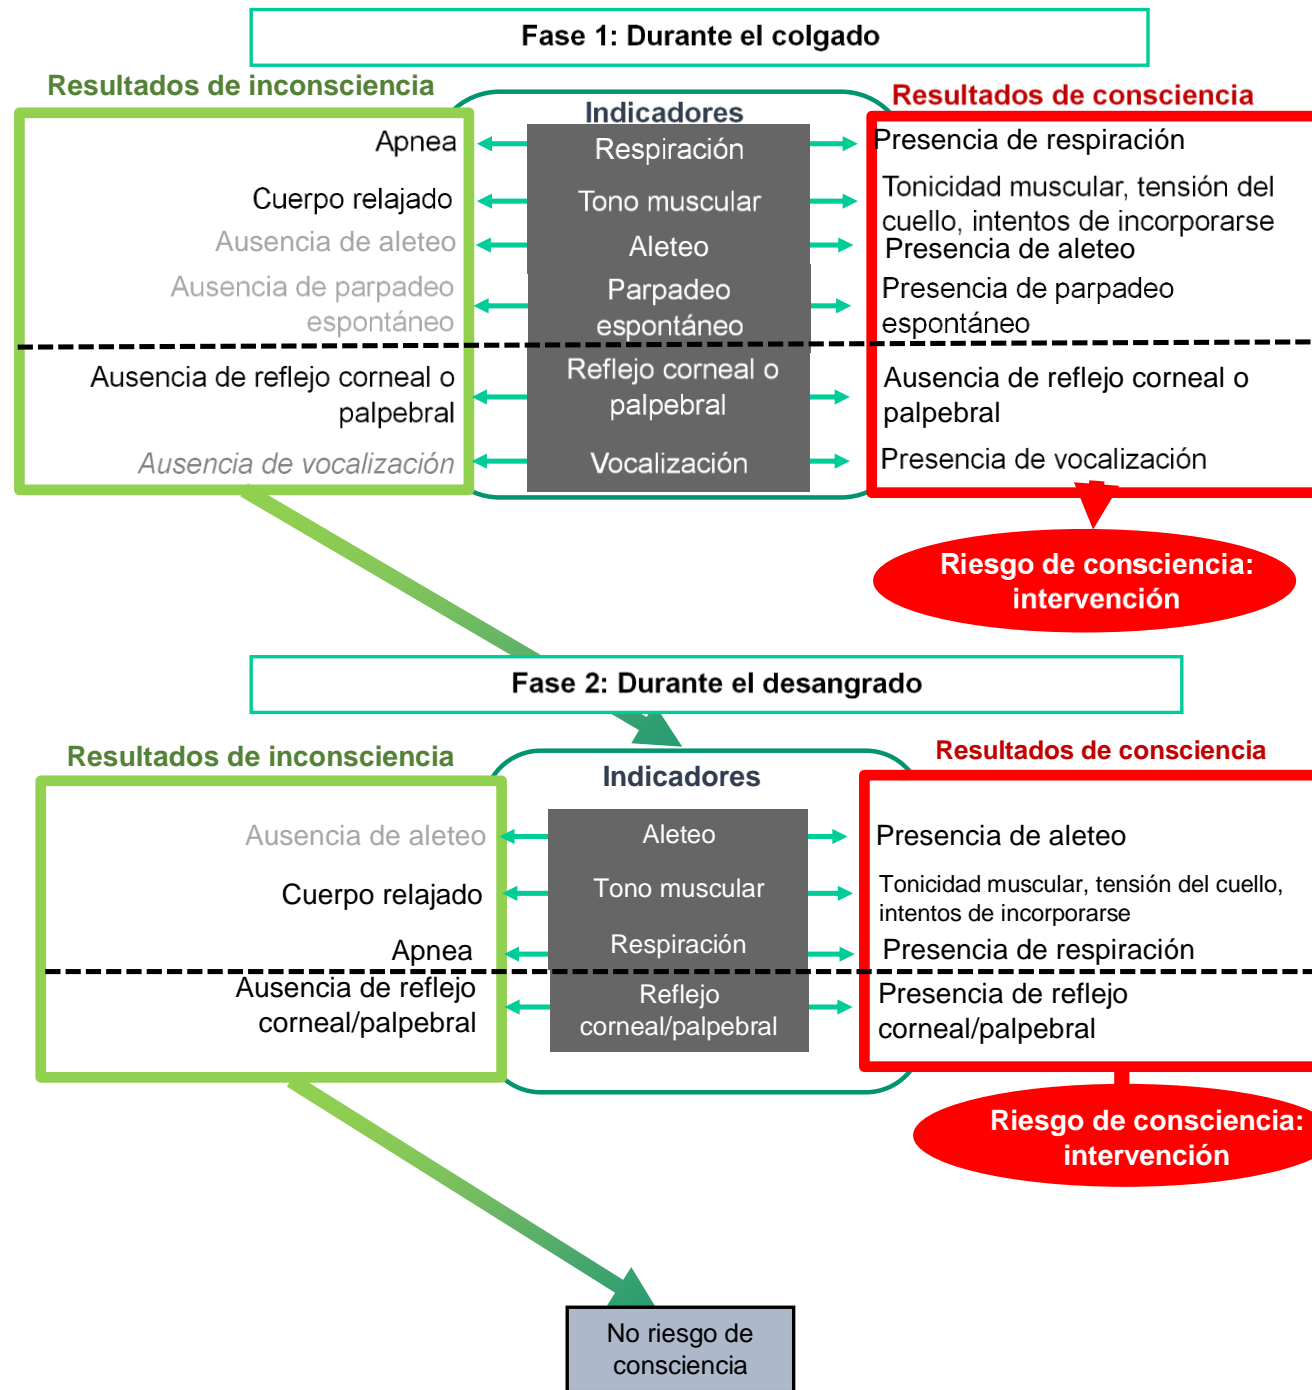 Fase 1: Durante el colgado
Resultados de inconsciencia
Indicadores
Resultados de consciencia
Apnea
Respiración
Presencia de respiración
Cuerpo relajado
Tono muscular
Tonicidad muscular, tensión del
cuello, intentos de incorporarse
Ausencia de aleteo
Aleteo
Presencia de aleteo
Ausencia de parpadeo
espontáneo
Parpadeo
espontáneo
Presencia de parpadeo
espontáneo
Ausencia de reflejo corneal o
palpebral
Reflejo corneal o
palpebral
Ausencia de reflejo corneal o
palpebral
Ausencia de vocalización
Vocalización
Presencia de vocalización
Riesgo de consciencia:
intervención
Fase 2: Durante el desangrado
Resultados de inconsciencia
Indicadores
Resultados de consciencia
Ausencia de aleteo
Aleteo
Presencia de aleteo
Cuerpo relajado
Tono muscular
Tonicidad muscular, tensión del cuello,
intentos de incorporarse
Apnea
Respiración
Presencia de respiración
Ausencia de reflejo
corneal/palpebral
Reflejo
corneal/palpebral
Presencia de reflejo
corneal/palpebral
Riesgo de consciencia:
intervención
No riesgo de
consciencia